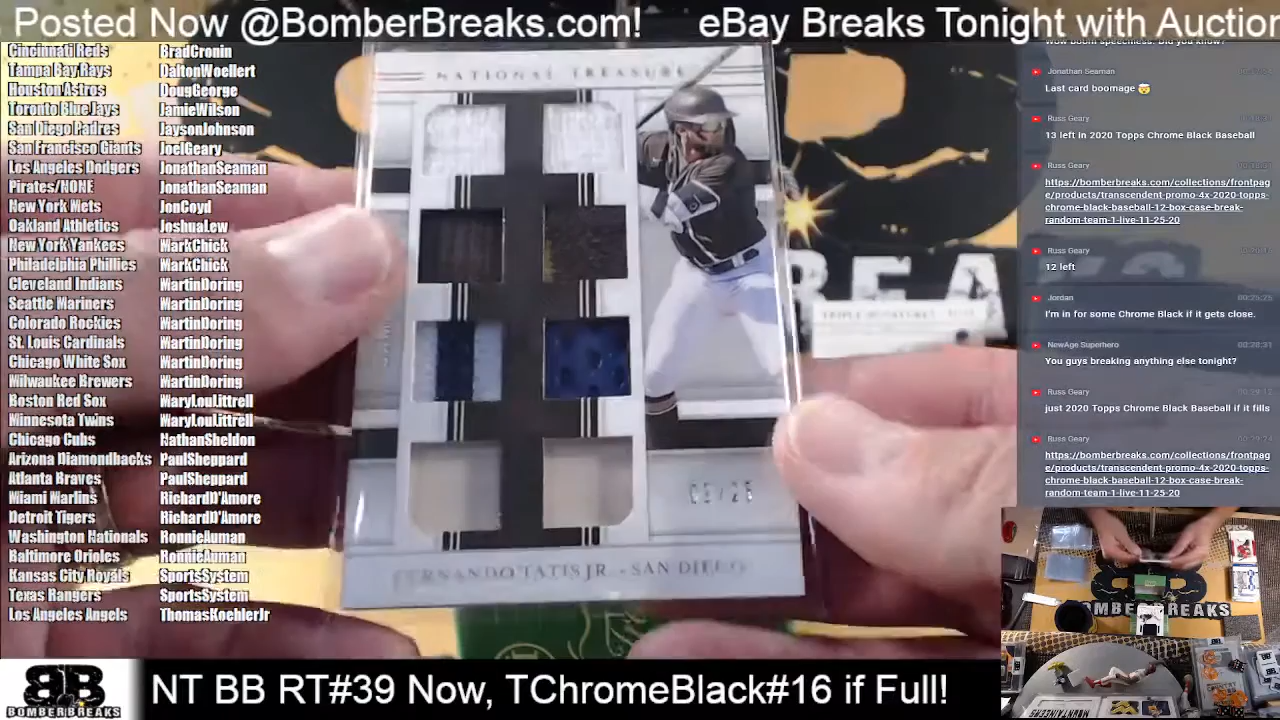 Posted Now @BomberBreaks.com! eBay Breaks Tonight with Auction
Cincinnati Reds BradCronin
Tampa Bay Rays DaltonWoellert
Houston Astros DougGeorge
Toronto Blue Jays JamieWilson
San Diego Padres JaysonJohnson
San Francisco Giants JoelGeary
Los Angeles Dodgers JonathanSeaman
Pirates/NONE JonathanSeaman
New York Mets JonCoyd
Oakland Athletics JoshuaLew
New York Yankees MarkChick
Philadelphia Phillies MarkChick
Cleveland Indians MartinDoring
Seattle Mariners MartinDoring
Colorado Rockies MartinDoring
St. Louis Cardinals MartinDoring
Chicago White Sox MartinDoring
Milwaukee Brewers MartinDoring
Boston Red Sox MaryLouLittrell
Minnesota Twins MaryLouLittrell
Chicago Cubs NathanSheldon
Arizona Diamondbacks PaulSheppard
Atlanta Braves PaulSheppard
Miami Marlins RichardD'Amore
Detroit Tigers RichardD'Amore
Washington Nationals RonnieAuman
Baltimore Orioles RonnieAuman
Kansas City Royals SportsSystem
Texas Rangers SportsSystem
Los Angeles Angels ThomasKoehlerJr
NATIONAL TREASURE
FERNANDO TATIS JR. - SAN DIEGO
Wow boom speechless. Did you know?
Jonathan Seaman
Last card boomage 🤯
Russ Geary
13 left in 2020 Topps Chrome Black Baseball
Russ Geary
https://bomberbreaks.com/collections/frontpag
e/products/transcendent-promo-4x-2020-topps-
chrome-black-baseball-12-box-case-break-
random-team-1-live-11-25-20
Russ Geary
12 left
Jordan
I'm in for some Chrome Black if it gets close.
NewAge Superhero
You guys breaking anything else tonight?
Russ Geary
just 2020 Topps Chrome Black Baseball if it fills
Russ Geary
https://bomberbreaks.com/collections/frontpag
e/products/transcendent-promo-4x-2020-topps-
chrome-black-baseball-12-box-case-break-
random-team-1-live-11-25-20
BOMBER BREAKS
BOMBERBREAKS
NT BB RT#39 Now, TChromeBlack#16 if Full!